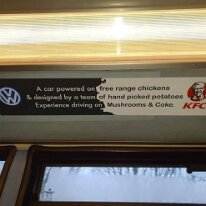 A car powered on free range chickens
& designed by a team of hand picked potatoes
Experience driving on Mushrooms & Coke.
VW
KFC